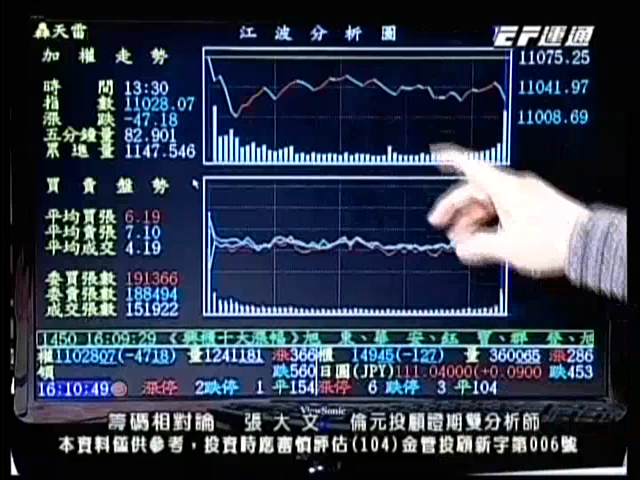 轟天雷 江波分析圖 EF運通
加權走勢
時間 13:30
指數 11028.07
漲跌 -47.18
五分鐘量 82.901
累進量 1147.546
11075.25
11041.97
11008.69
買賣盤勢
平均買張 6.19
平均賣張 7.10
平均成交 4.19
委買張數 191366
委賣張數 188494
成交張數 151922
1450 16:09:29 《興櫃十大漲幅》旭 東、華 安、鈺 寶、群 登、旭
權1102807(-4718) 量1241181 漲366櫃 14945(-127) 量 360065 漲286
領 跌560日圓(JPY)111.04000(+0.0900 跌453
16:10:49 漲停 2跌停 1 平154漲停 6 跌停 3 平104
ViewSonic
籌碼相對論 張大文 倫元投顧證期雙分析師
本資料僅供參考，投資時應審慎評估(104)金管投顧新字第006號